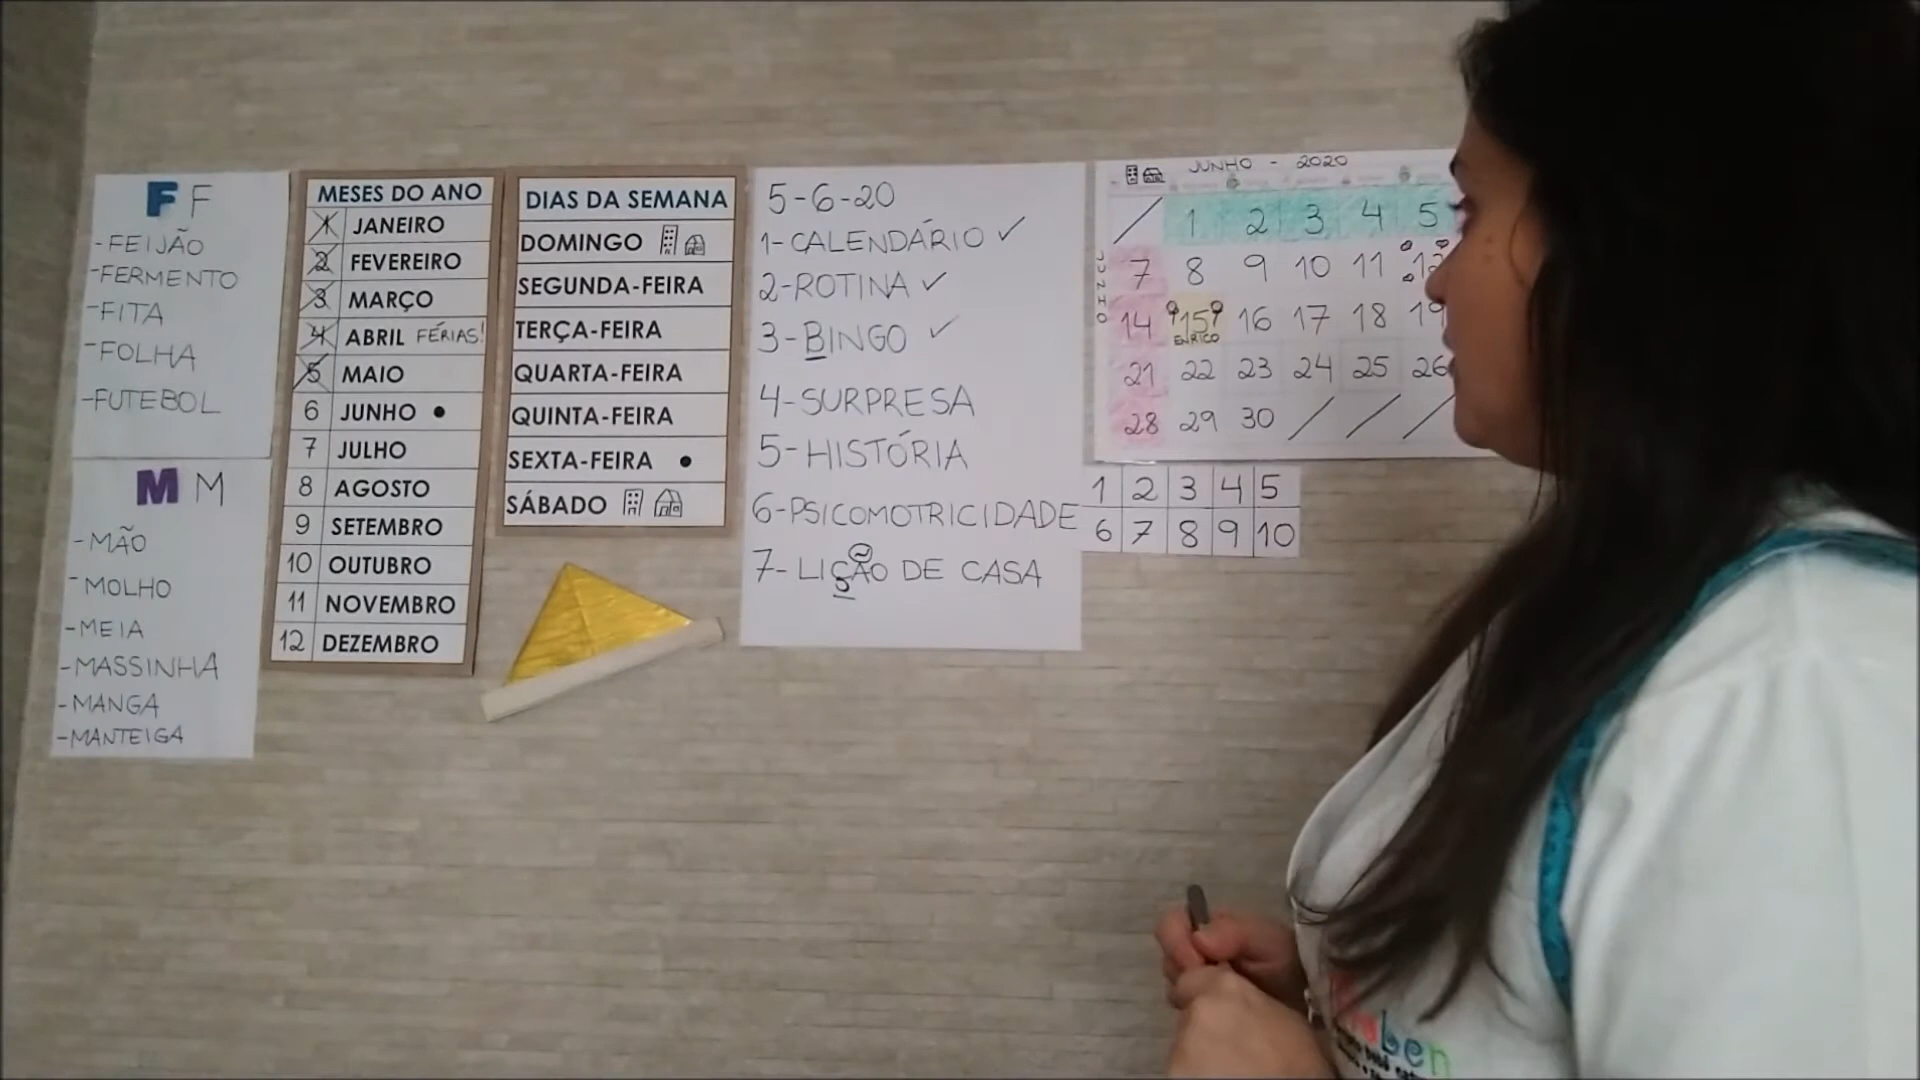 F F
-FEIJÃO
-FERMENTO
-FITA
-FOLHA
-FUTEBOL
M M
-MÃO
-MOLHO
-MEIA
-MASSINHA
-MANGA
-MANTEIGA
MESES DO ANO
1 JANEIRO
2 FEVEREIRO
3 MARÇO
4 ABRIL FÉRIAS!
5 MAIO
6 JUNHO •
7 JULHO
8 AGOSTO
9 SETEMBRO
10 OUTUBRO
11 NOVEMBRO
12 DEZEMBRO
DIAS DA SEMANA
DOMINGO
SEGUNDA-FEIRA
TERÇA-FEIRA
QUARTA-FEIRA
QUINTA-FEIRA
SEXTA-FEIRA •
SÁBADO
5-6-20
1-CALENDÁRIO ✓
2-ROTINA ✓
3-BINGO ✓
4-SURPRESA
5-HISTÓRIA
6-PSICOMOTRICIDADE
7-LIÇÃO DE CASA
JUNHO - 2020
JUNHO
/ 1 2 3 4 5
7 8 9 10 11 12
14 15 16 17 18 19
ENRICO
21 22 23 24 25 26
28 29 30 / / /
1 2 3 4 5
6 7 8 9 10